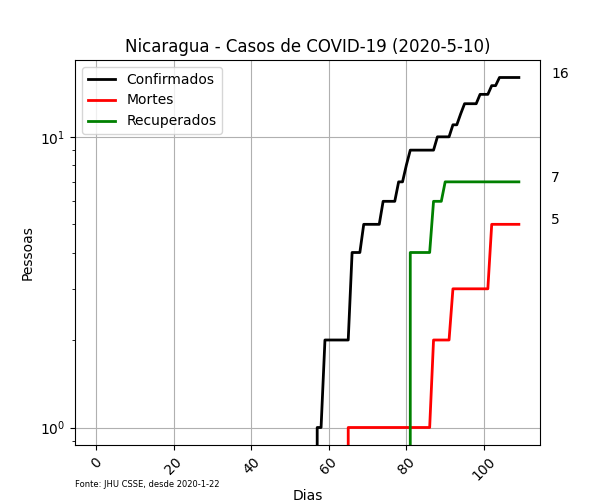 Nicaragua - Casos de COVID-19 (2020-5-10)
Confirmados
Mortes
Recuperados
16
7
5
10¹
10⁰
Pessoas
0 20 40 60 80 100
Fonte: JHU CSSE, desde 2020-1-22
Dias